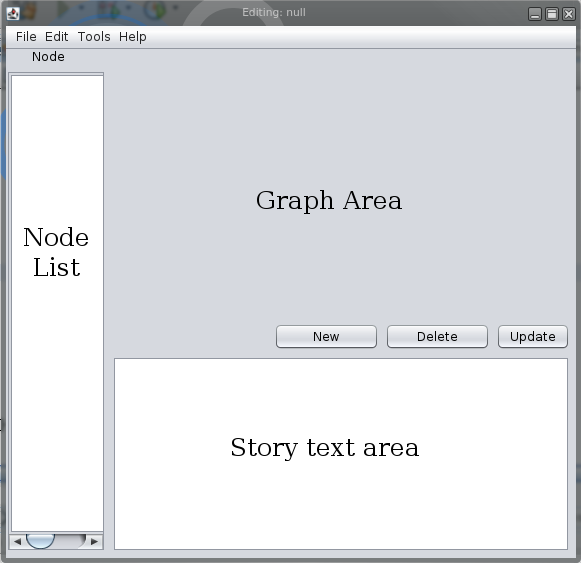 Editing: null
File Edit Tools Help
Node
Graph Area
Node
List
New Delete Update
Story text area